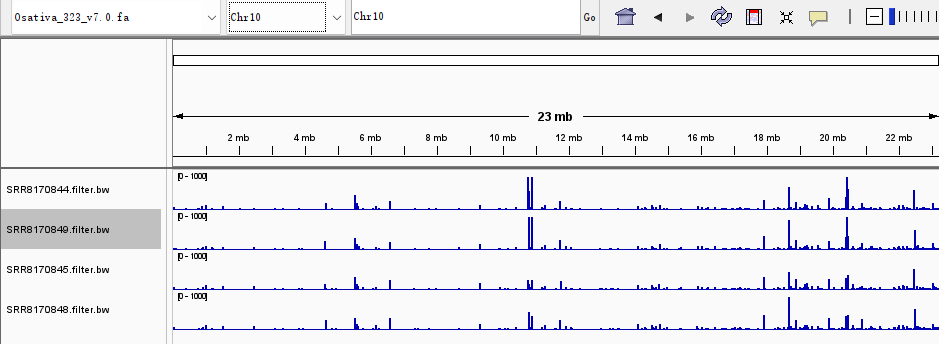 Osativa_323_v7.0.fa Chr10 Chr10 Go
23 mb
2 mb 4 mb 6 mb 8 mb 10 mb 12 mb 14 mb 16 mb 18 mb 20 mb 22 mb
[0 - 1000]
SRR8170844.filter.bw
[0 - 1000]
SRR8170849.filter.bw
[0 - 1000]
SRR8170845.filter.bw
[0 - 1000]
SRR8170848.filter.bw